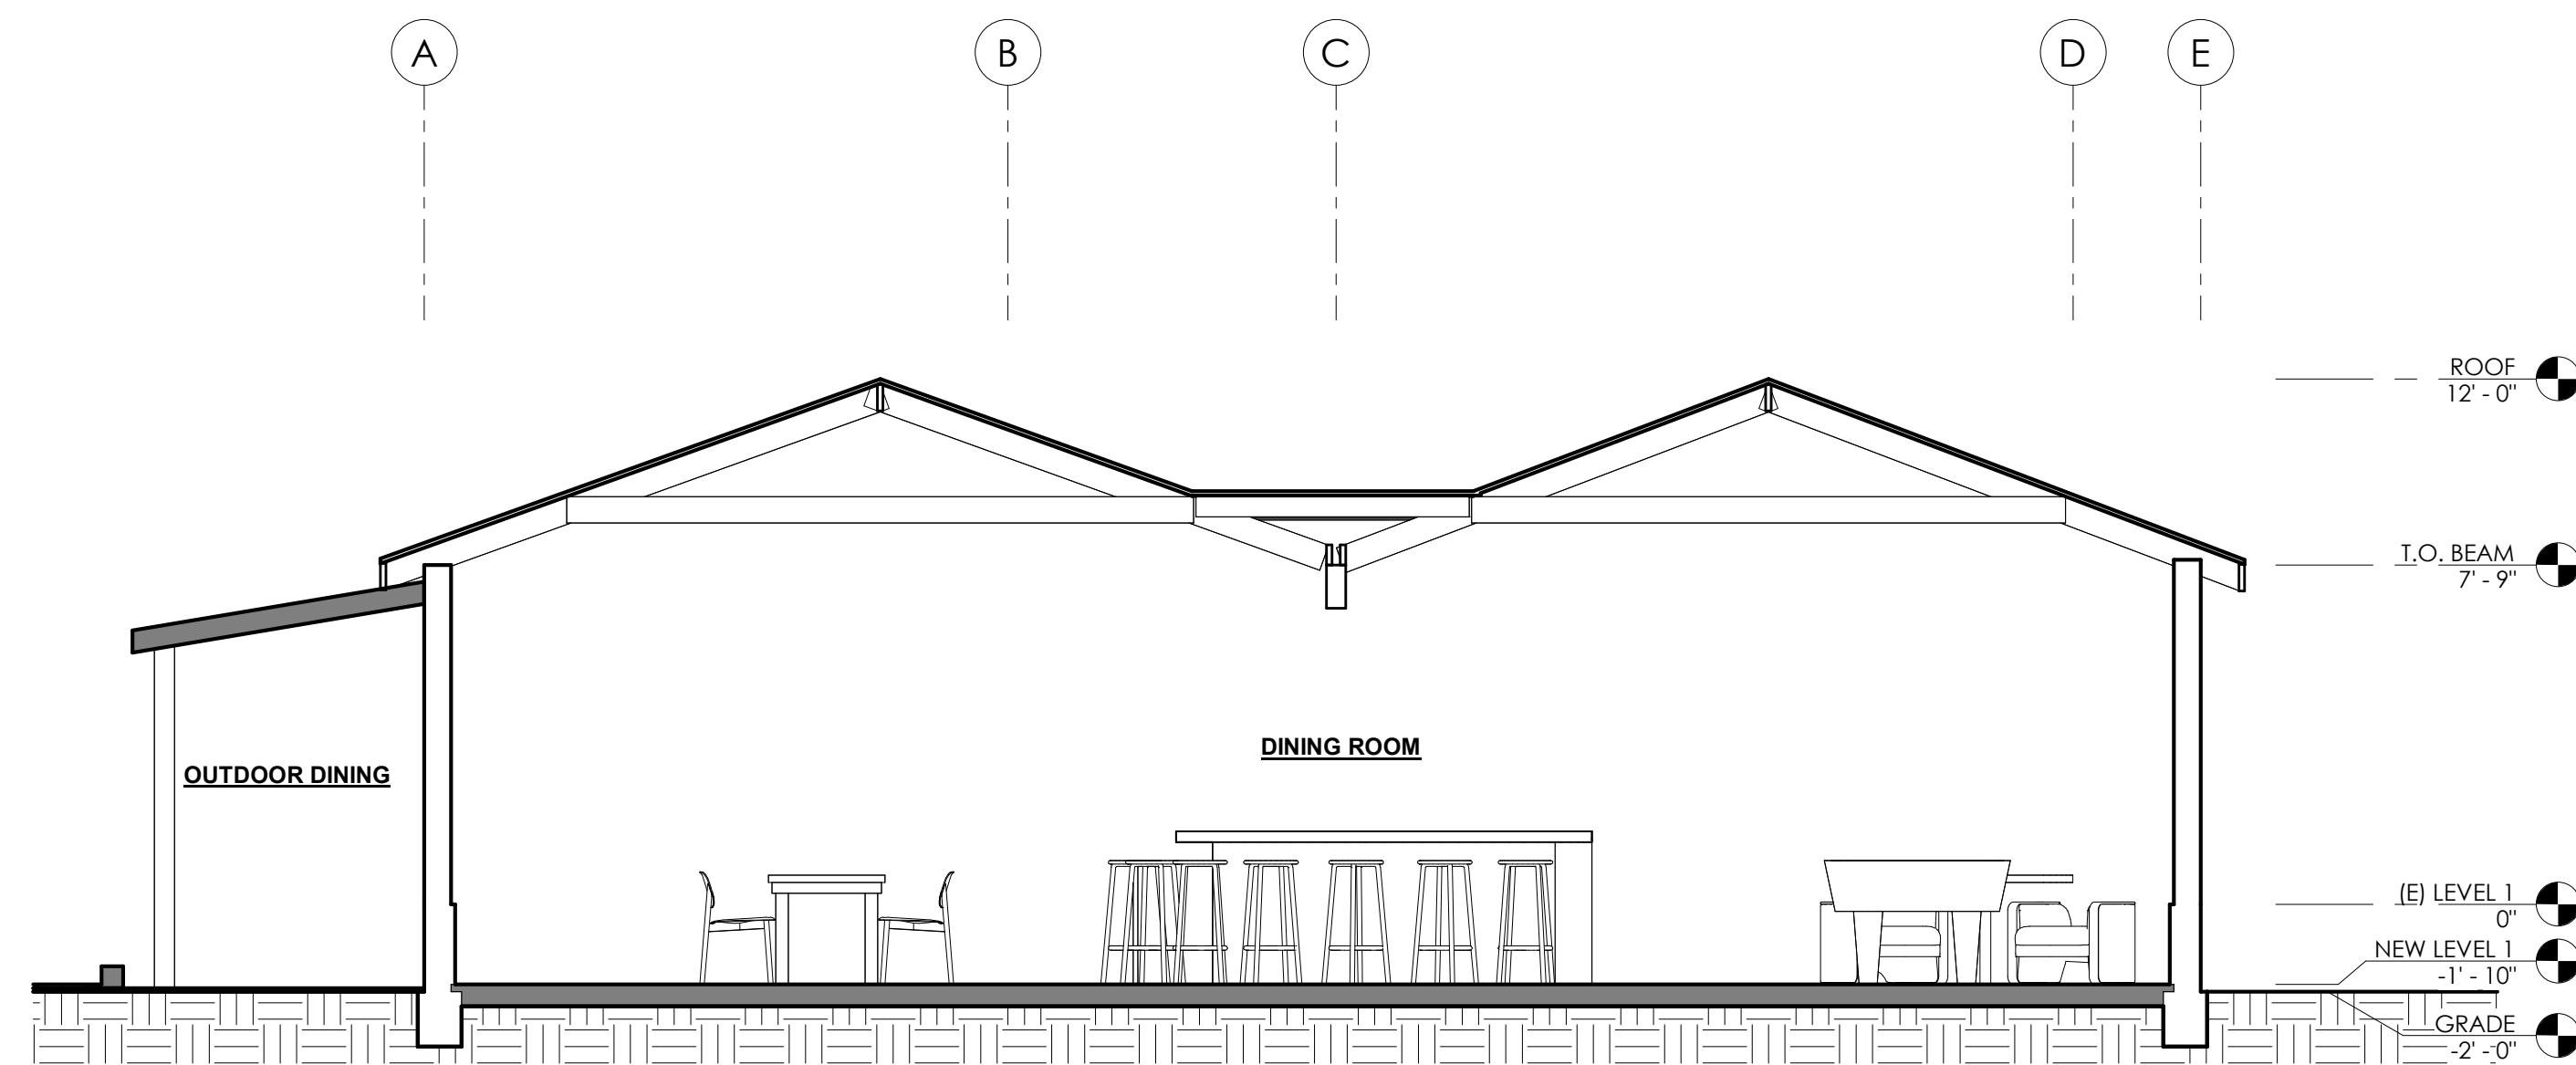 A
B
C
D
E
ROOF
12' - 0"
T.O. BEAM
7' - 9"
DINING ROOM
OUTDOOR DINING
(E) LEVEL 1
0"
NEW LEVEL 1
-1' - 10"
GRADE
-2' -0"